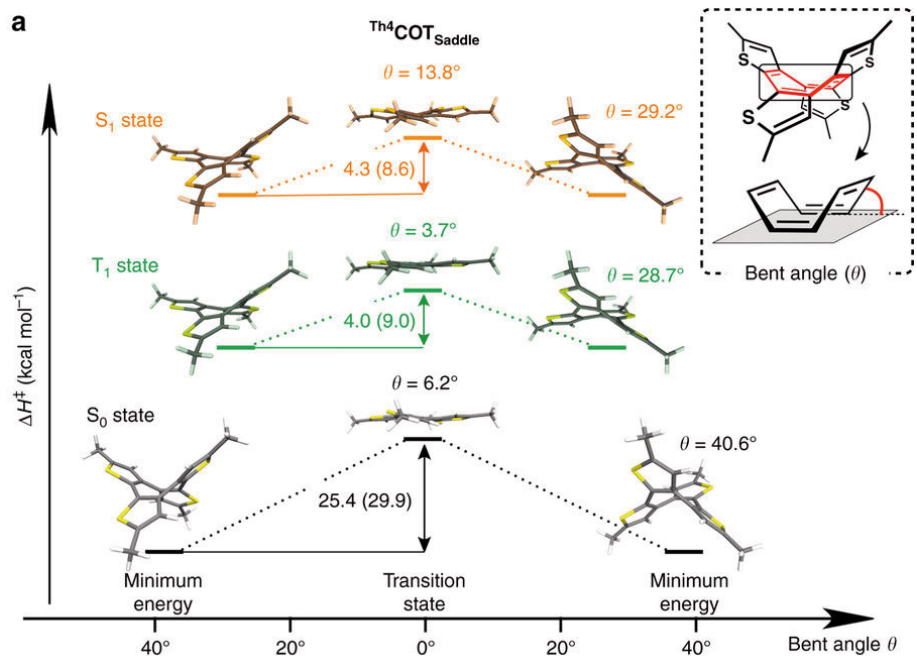 a
Th4COTSaddle
θ = 13.8°
S1 state
θ = 29.2°
4.3 (8.6)
S
S
S
S
Bent angle (θ)
θ = 3.7°
T1 state
θ = 28.7°
4.0 (9.0)
ΔH‡ (kcal mol−1)
θ = 6.2°
S0 state
θ = 40.6°
25.4 (29.9)
Minimum
energy
Transition
state
Minimum
energy
40°
20°
0°
20°
40°
Bent angle θ